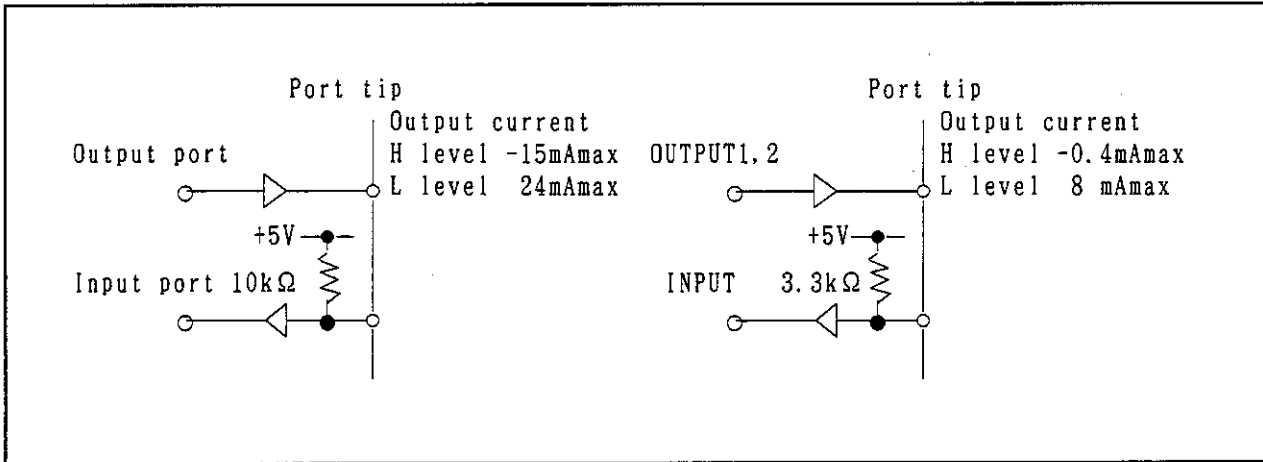 Port tip
Output current
Output port
H level -15mAmax
L level 24mAmax
+5V
Input port 10kΩ
Port tip
Output current
OUTPUT1,2
H level -0.4mAmax
L level 8 mAmax
+5V
INPUT 3.3kΩ